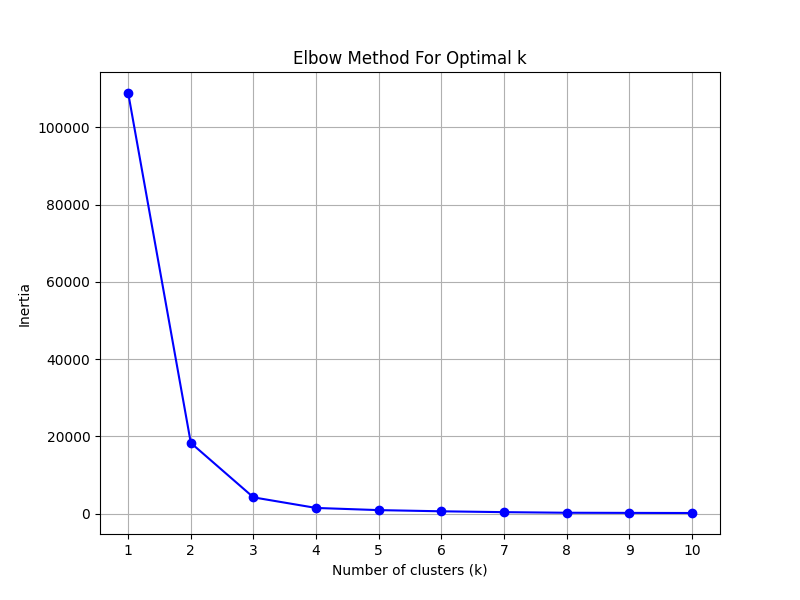 Elbow Method For Optimal k
100000
80000
60000
40000
20000
0
Inertia
1 2 3 4 5 6 7 8 9 10
Number of clusters (k)